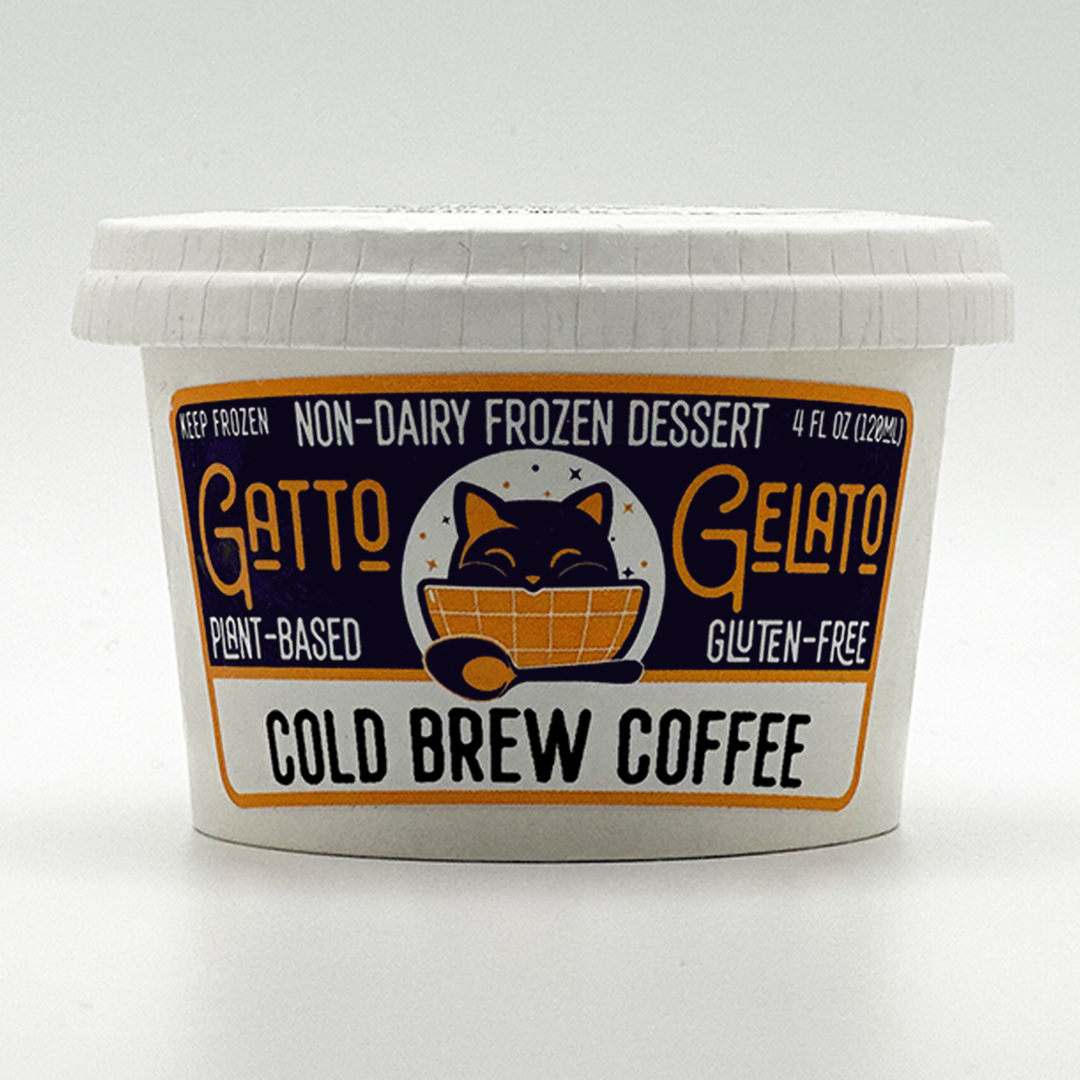 KEEP FROZEN
NON-DAIRY FROZEN DESSERT
4 FL OZ (120ML)
GATTO GELATO
PLANT-BASED
GLUTEN-FREE
COLD BREW COFFEE